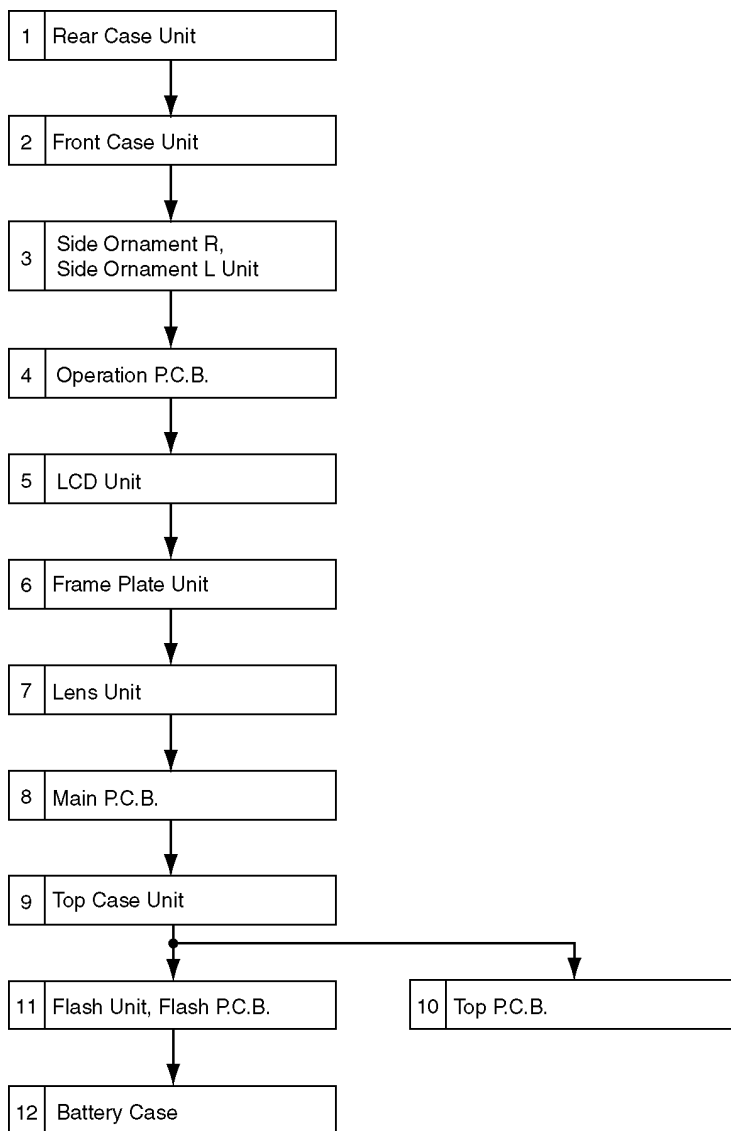 1 Rear Case Unit
2 Front Case Unit
3 Side Ornament R,
Side Ornament L Unit
4 Operation P.C.B.
5 LCD Unit
6 Frame Plate Unit
7 Lens Unit
8 Main P.C.B.
9 Top Case Unit
11 Flash Unit, Flash P.C.B.
10 Top P.C.B.
12 Battery Case